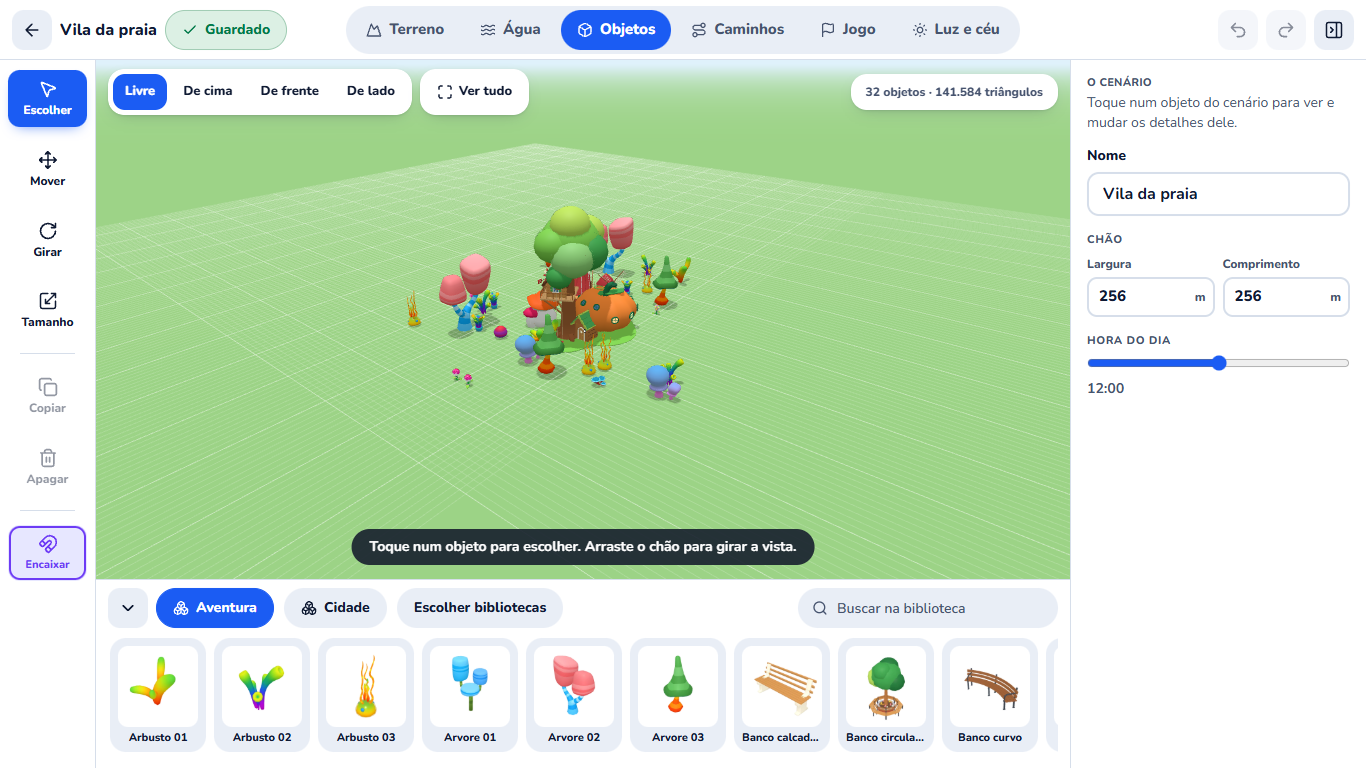 Vila da praia
Guardado
Terreno
Água
Objetos
Caminhos
Jogo
Luz e céu
Escolher
Mover
Girar
Tamanho
Copiar
Apagar
Encaixar
Livre
De cima
De frente
De lado
Ver tudo
32 objetos · 141.584 triângulos
Toque num objeto para escolher. Arraste o chão para girar a vista.
O CENÁRIO
Toque num objeto do cenário para ver e
mudar os detalhes dele.
Nome
Vila da praia
CHÃO
Largura
Comprimento
256 m
256 m
HORA DO DIA
12:00
Aventura
Cidade
Escolher bibliotecas
Buscar na biblioteca
Arbusto 01
Arbusto 02
Arbusto 03
Arvore 01
Arvore 02
Arvore 03
Banco calcad...
Banco circula...
Banco curvo